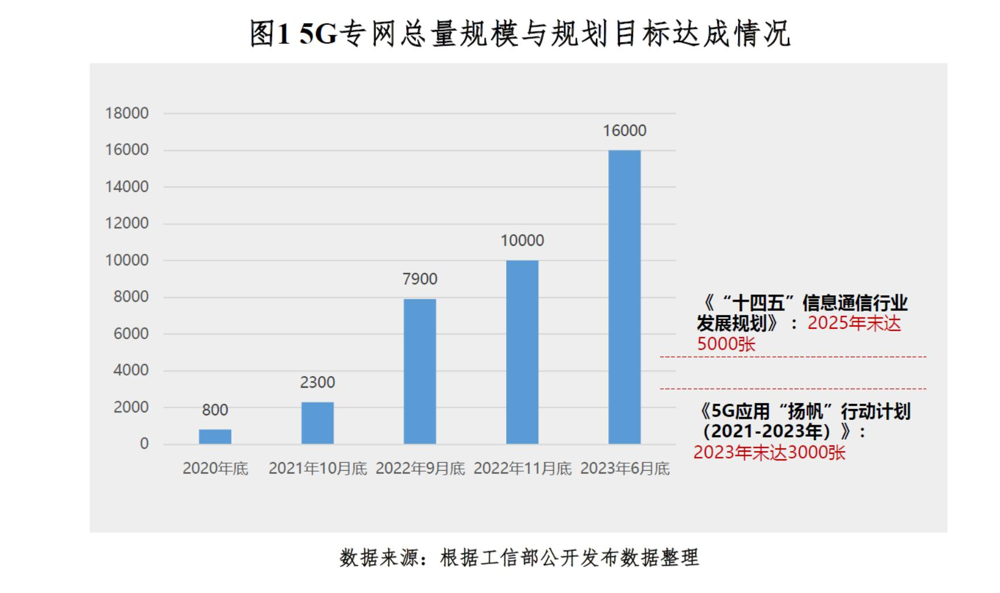 图1 5G专网总量规模与规划目标达成情况
18000
16000
14000
12000
10000
8000
6000
4000
2000
0
800
2300
7900
10000
16000
2020年底
2021年10月底
2022年9月底
2022年11月底
2023年6月底
《“十四五”信息通信行业
发展规划》：2025年末达
5000张
《5G应用“扬帆”行动计划
（2021-2023年）》：
2023年末达3000张
数据来源：根据工信部公开发布数据整理